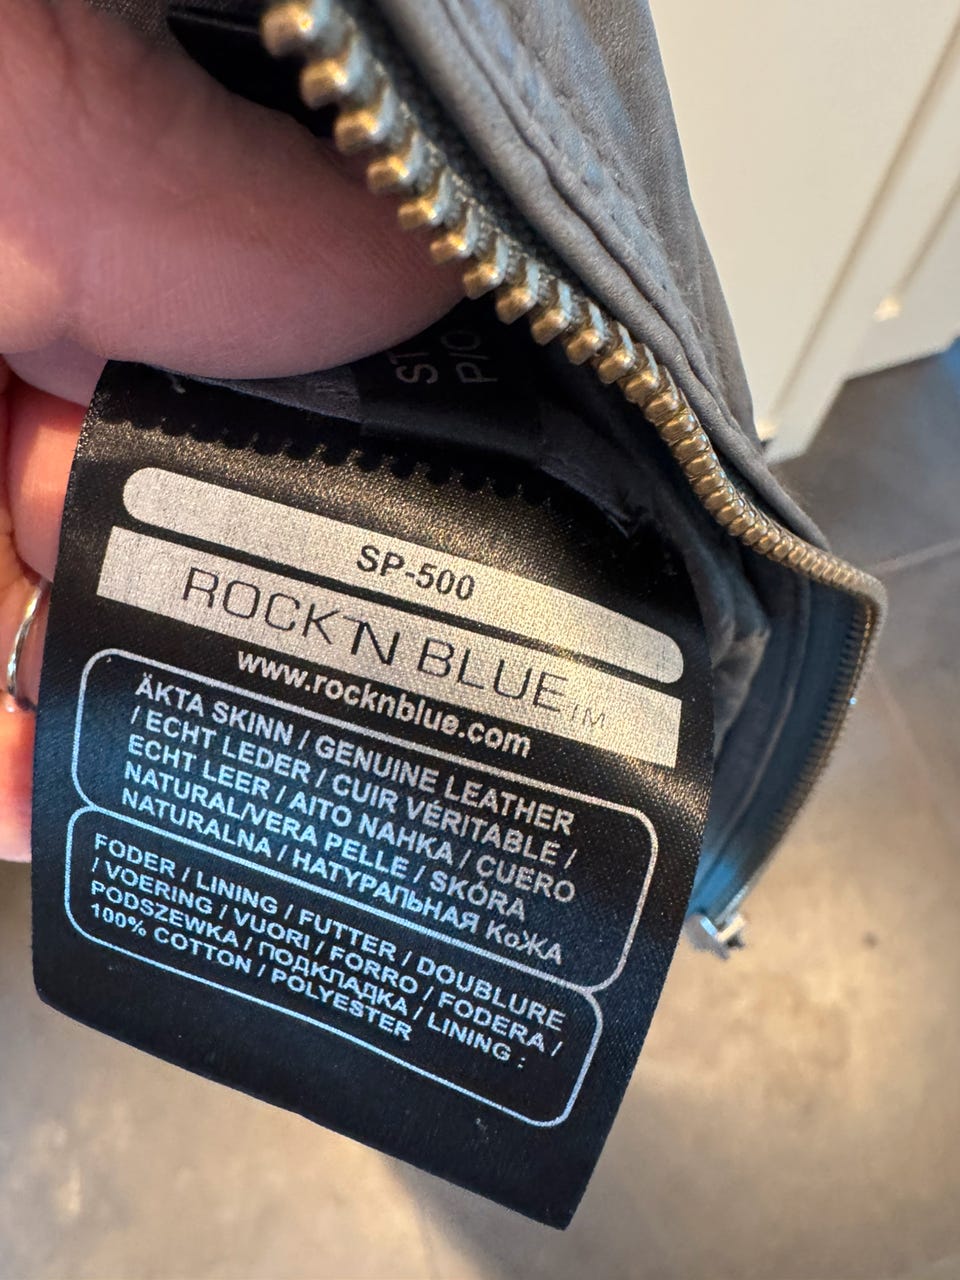 ST
P/O
SP-500
ROCK'N BLUE TM
www.rocknblue.com
ÄKTA SKINN / GENUINE LEATHER
/ ECHT LEDER / CUIR VÉRITABLE /
ECHT LEER / AITO NAHKA / CUERO
NATURAL/VERA PELLE / SKÓRA
NATURALNA / НАТУРАЛЬНАЯ КоЖА
FODER / LINING / FUTTER / DOUBLURE
/ VOERING / VUORI / FORRO / FODERA /
PODSZEWKA / ПОДКЛАДКА / LINING :
100% COTTON / POLYESTER